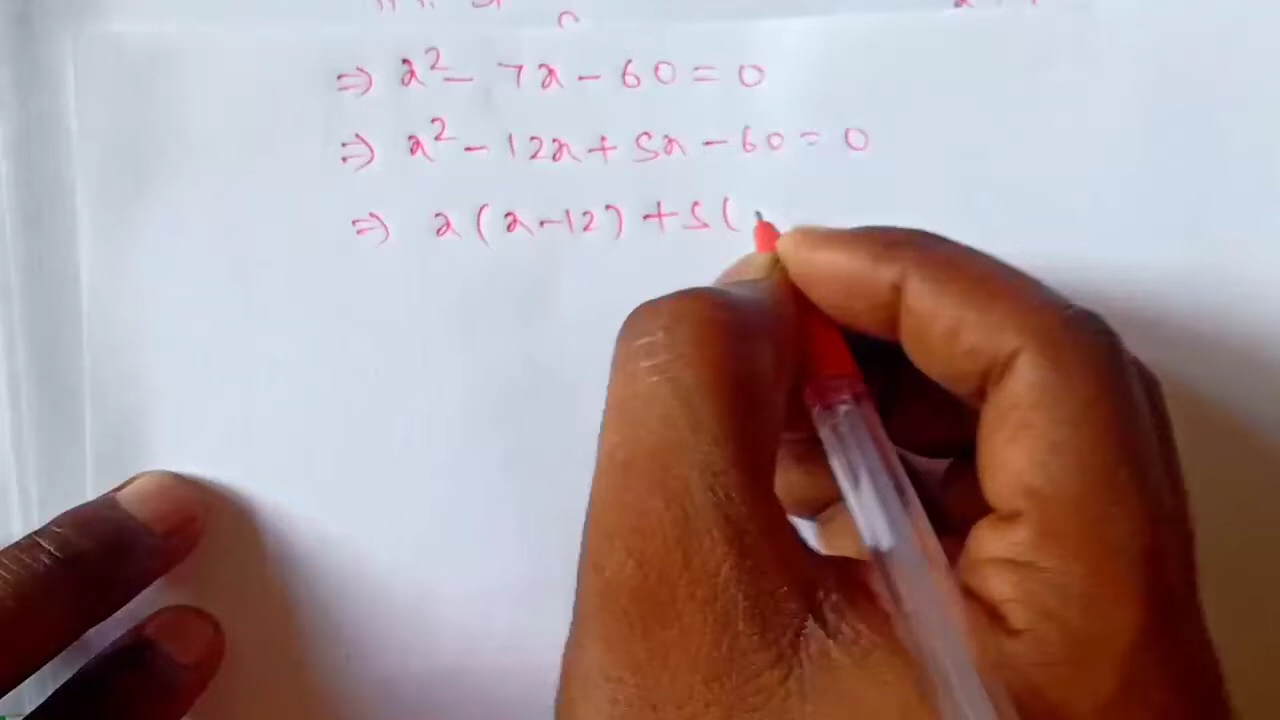 ⇒ x² - 7x - 60 = 0
⇒ x² - 12x + 5x - 60 = 0
⇒ x (x - 12) + 5 (